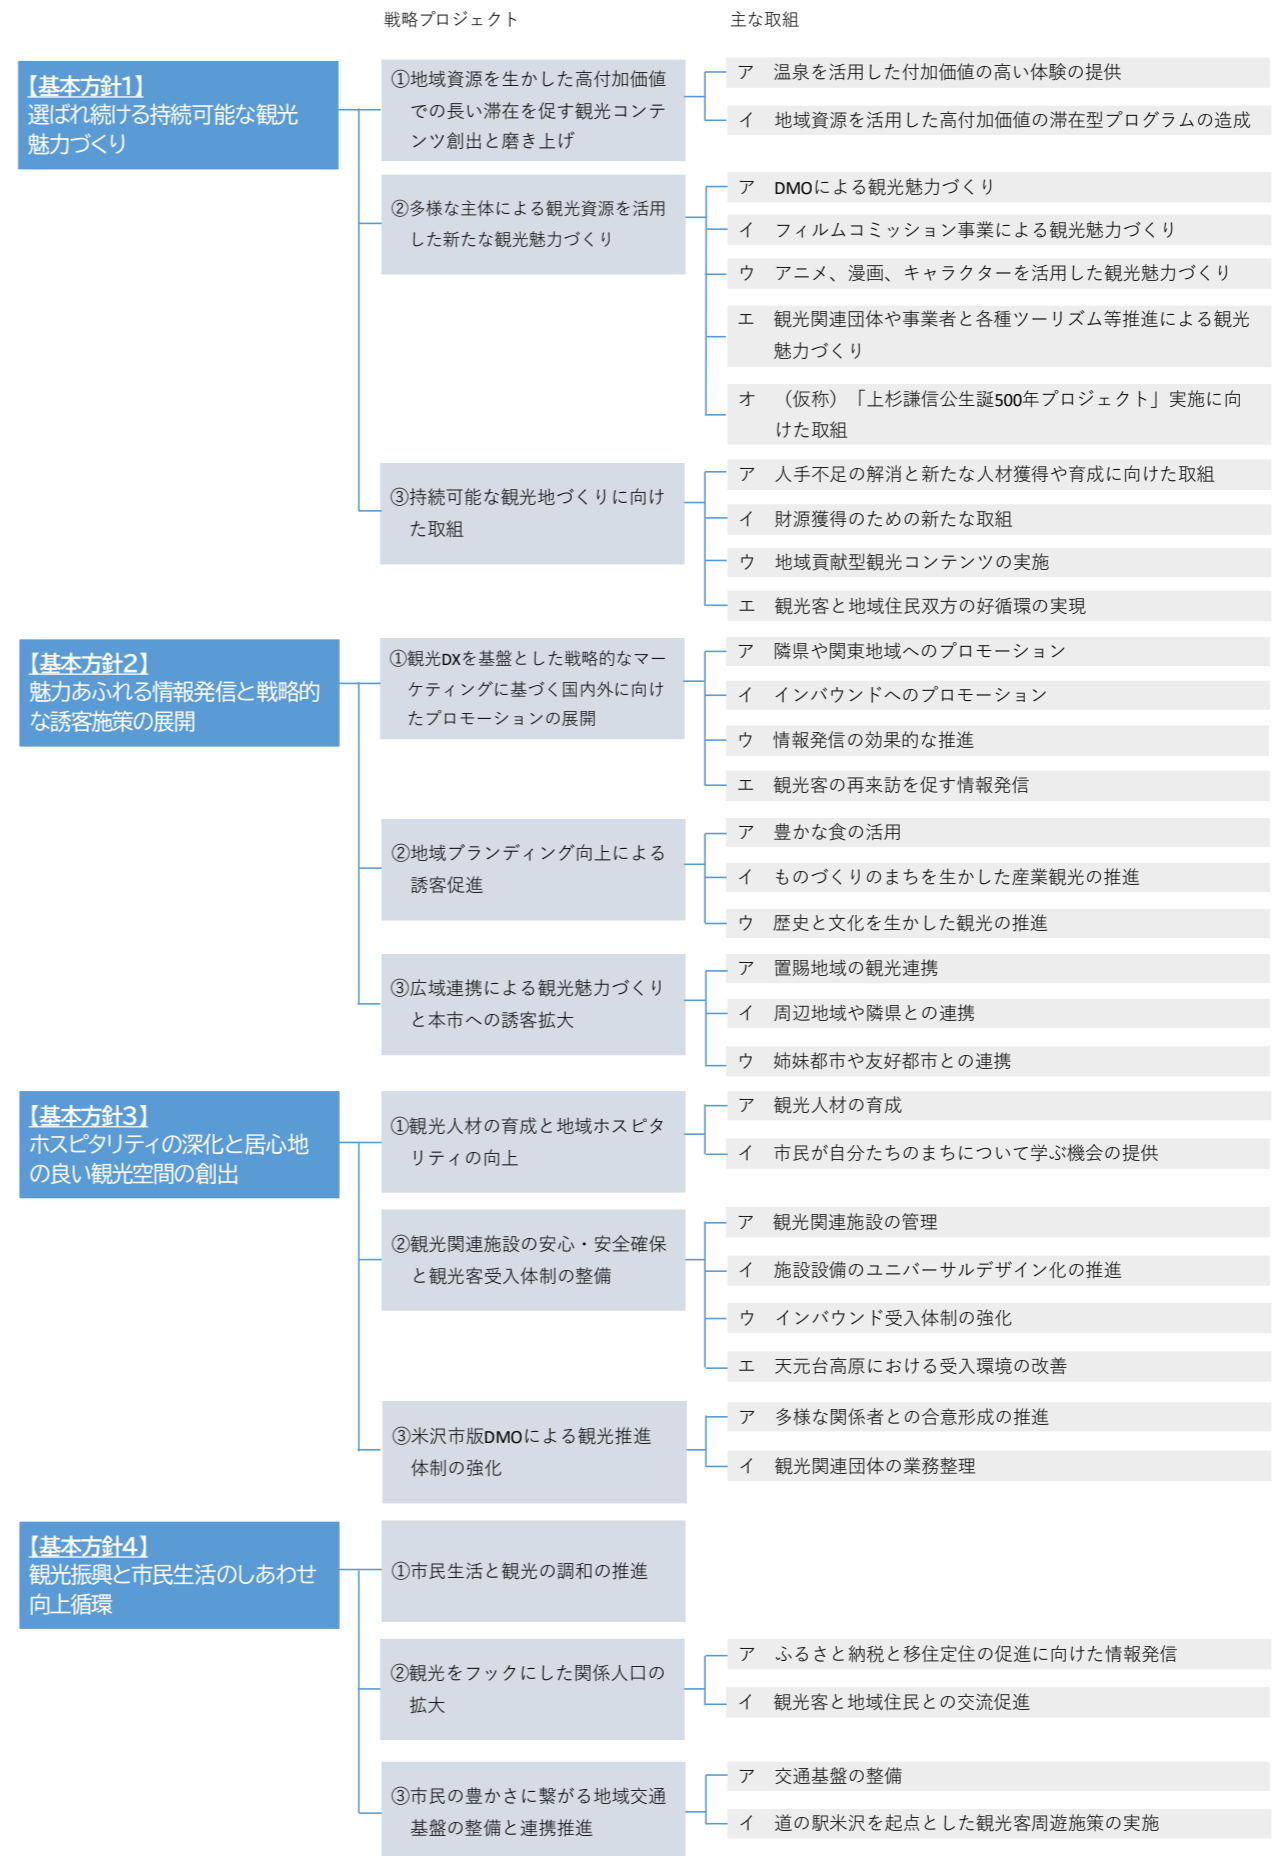 戦略プロジェクト
主な取組
【基本方針1】
選ばれ続ける持続可能な観光
魅力づくり
①地域資源を生かした高付加価値
での長い滞在を促す観光コンテ
ンツ創出と磨き上げ
ア 温泉を活用した付加価値の高い体験の提供
イ 地域資源を活用した高付加価値の滞在型プログラムの造成
②多様な主体による観光資源を活用
した新たな観光魅力づくり
ア DMOによる観光魅力づくり
イ フィルムコミッション事業による観光魅力づくり
ウ アニメ、漫画、キャラクターを活用した観光魅力づくり
エ 観光関連団体や事業者と各種ツーリズム等推進による観光
魅力づくり
オ （仮称）「上杉謙信公生誕500年プロジェクト」実施に向
けた取組
③持続可能な観光地づくりに向け
た取組
ア 人手不足の解消と新たな人材獲得や育成に向けた取組
イ 財源獲得のための新たな取組
ウ 地域貢献型観光コンテンツの実施
エ 観光客と地域住民双方の好循環の実現
【基本方針2】
魅力あふれる情報発信と戦略的
な誘客施策の展開
①観光DXを基盤とした戦略的なマー
ケティングに基づく国内外に向け
たプロモーションの展開
ア 隣県や関東地域へのプロモーション
イ インバウンドへのプロモーション
ウ 情報発信の効果的な推進
エ 観光客の再来訪を促す情報発信
②地域ブランディング向上による
誘客促進
ア 豊かな食の活用
イ ものづくりのまちを生かした産業観光の推進
ウ 歴史と文化を生かした観光の推進
③広域連携による観光魅力づくり
と本市への誘客拡大
ア 置賜地域の観光連携
イ 周辺地域や隣県との連携
ウ 姉妹都市や友好都市との連携
【基本方針3】
ホスピタリティの深化と居心地
の良い観光空間の創出
①観光人材の育成と地域ホスピタ
リティの向上
ア 観光人材の育成
イ 市民が自分たちのまちについて学ぶ機会の提供
②観光関連施設の安心・安全確保
と観光客受入体制の整備
ア 観光関連施設の管理
イ 施設設備のユニバーサルデザイン化の推進
ウ インバウンド受入体制の強化
エ 天元台高原における受入環境の改善
③米沢市版DMOによる観光推進
体制の強化
ア 多様な関係者との合意形成の推進
イ 観光関連団体の業務整理
【基本方針4】
観光振興と市民生活のしあわせ
向上循環
①市民生活と観光の調和の推進
②観光をフックにした関係人口の
拡大
ア ふるさと納税と移住定住の促進に向けた情報発信
イ 観光客と地域住民との交流促進
③市民の豊かさに繋がる地域交通
基盤の整備と連携推進
ア 交通基盤の整備
イ 道の駅米沢を起点とした観光客周遊施策の実施